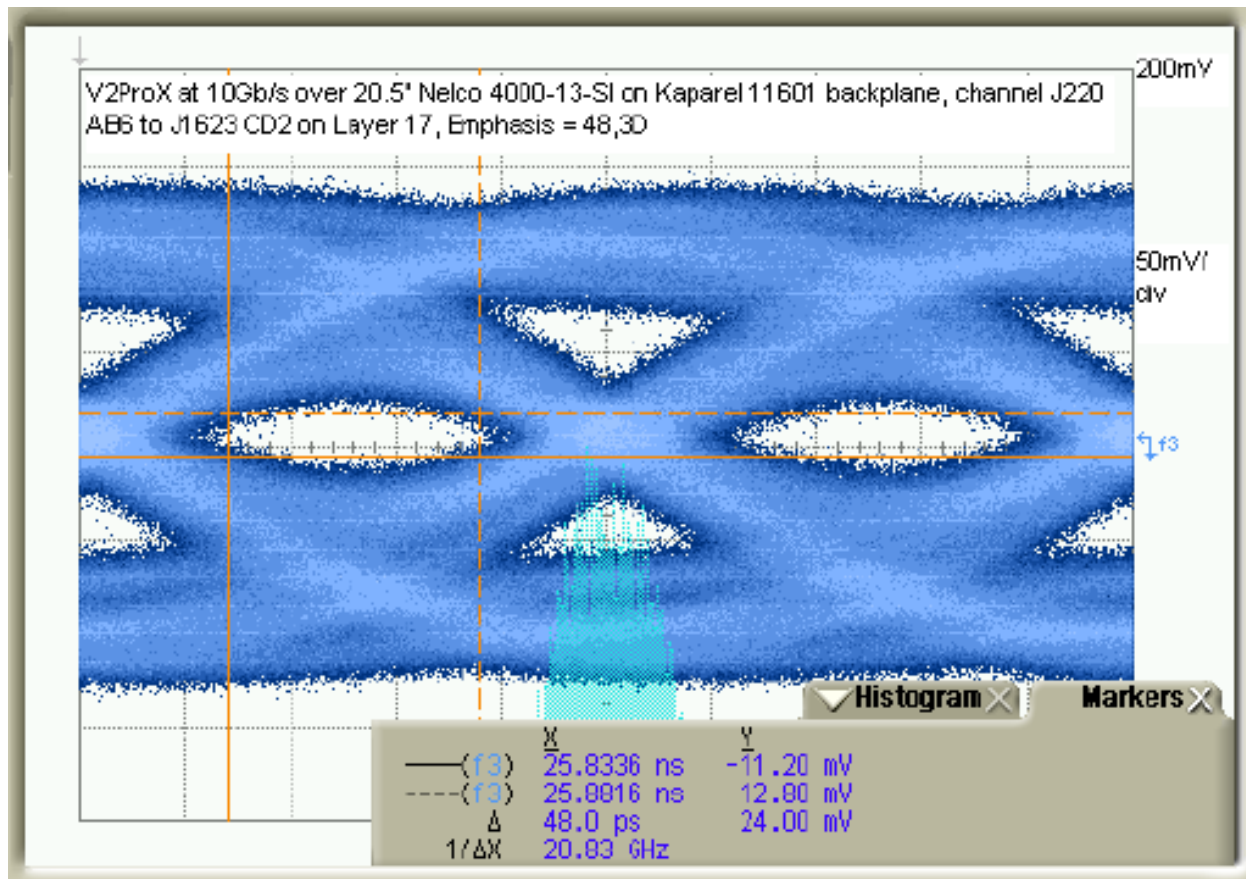 V2ProX at 10Gb/s over 20.5" Nelco 4000-13-SI on Kaparel 11601 backplane, channel J220
AB6 to J1623 CD2 on Layer 17, Emphasis = 48,3D
200mV
50mV/
div
f3
Histogram Markers
X Y
(f3) 25.8336 ns -11.20 mV
(f3) 25.8816 ns 12.80 mV
Δ 48.0 ps 24.00 mV
1/ΔX 20.83 GHz